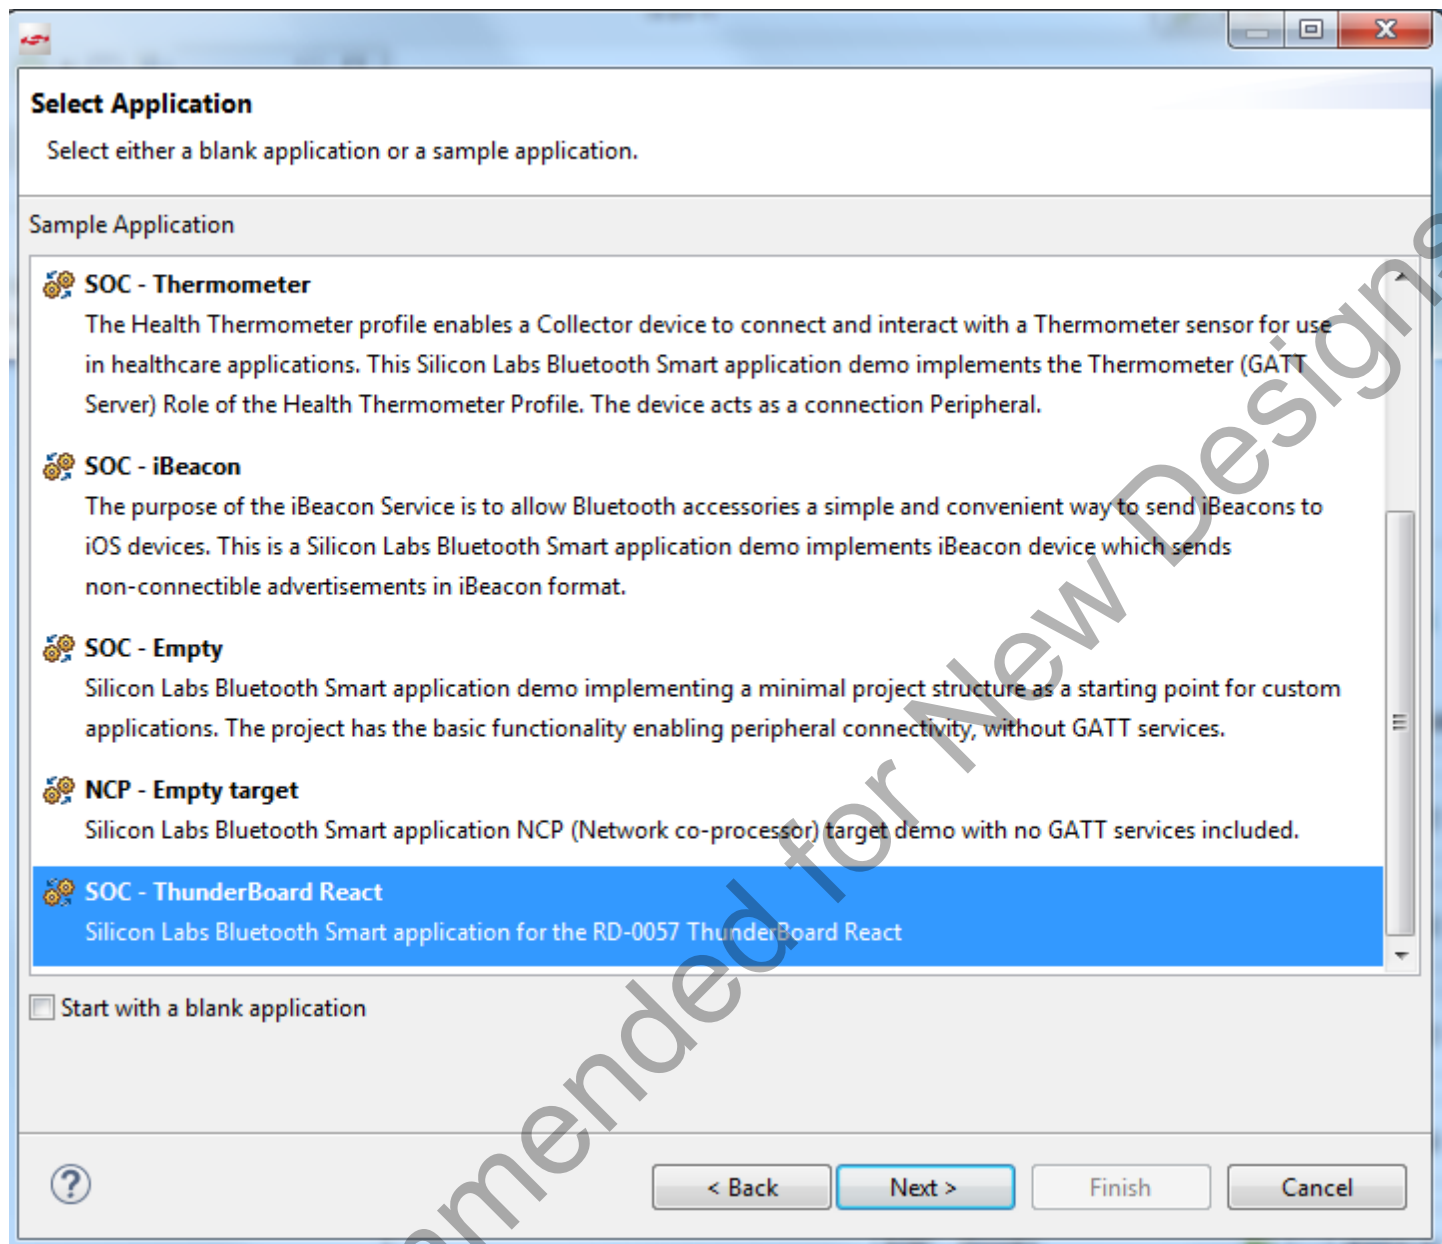 Select Application
Select either a blank application or a sample application.
Sample Application
SOC - Thermometer
The Health Thermometer profile enables a Collector device to connect and interact with a Thermometer sensor for use
in healthcare applications. This Silicon Labs Bluetooth Smart application demo implements the Thermometer (GATT
Server) Role of the Health Thermometer Profile. The device acts as a connection Peripheral.
SOC - iBeacon
The purpose of the iBeacon Service is to allow Bluetooth accessories a simple and convenient way to send iBeacons to
iOS devices. This is a Silicon Labs Bluetooth Smart application demo implements iBeacon device which sends
non-connectible advertisements in iBeacon format.
SOC - Empty
Silicon Labs Bluetooth Smart application demo implementing a minimal project structure as a starting point for custom
applications. The project has the basic functionality enabling peripheral connectivity, without GATT services.
NCP - Empty target
Silicon Labs Bluetooth Smart application NCP (Network co-processor) target demo with no GATT services included.
SOC - ThunderBoard React
Silicon Labs Bluetooth Smart application for the RD-0057 ThunderBoard React
Start with a blank application
?
< Back
Next >
Finish
Cancel
for New Designs